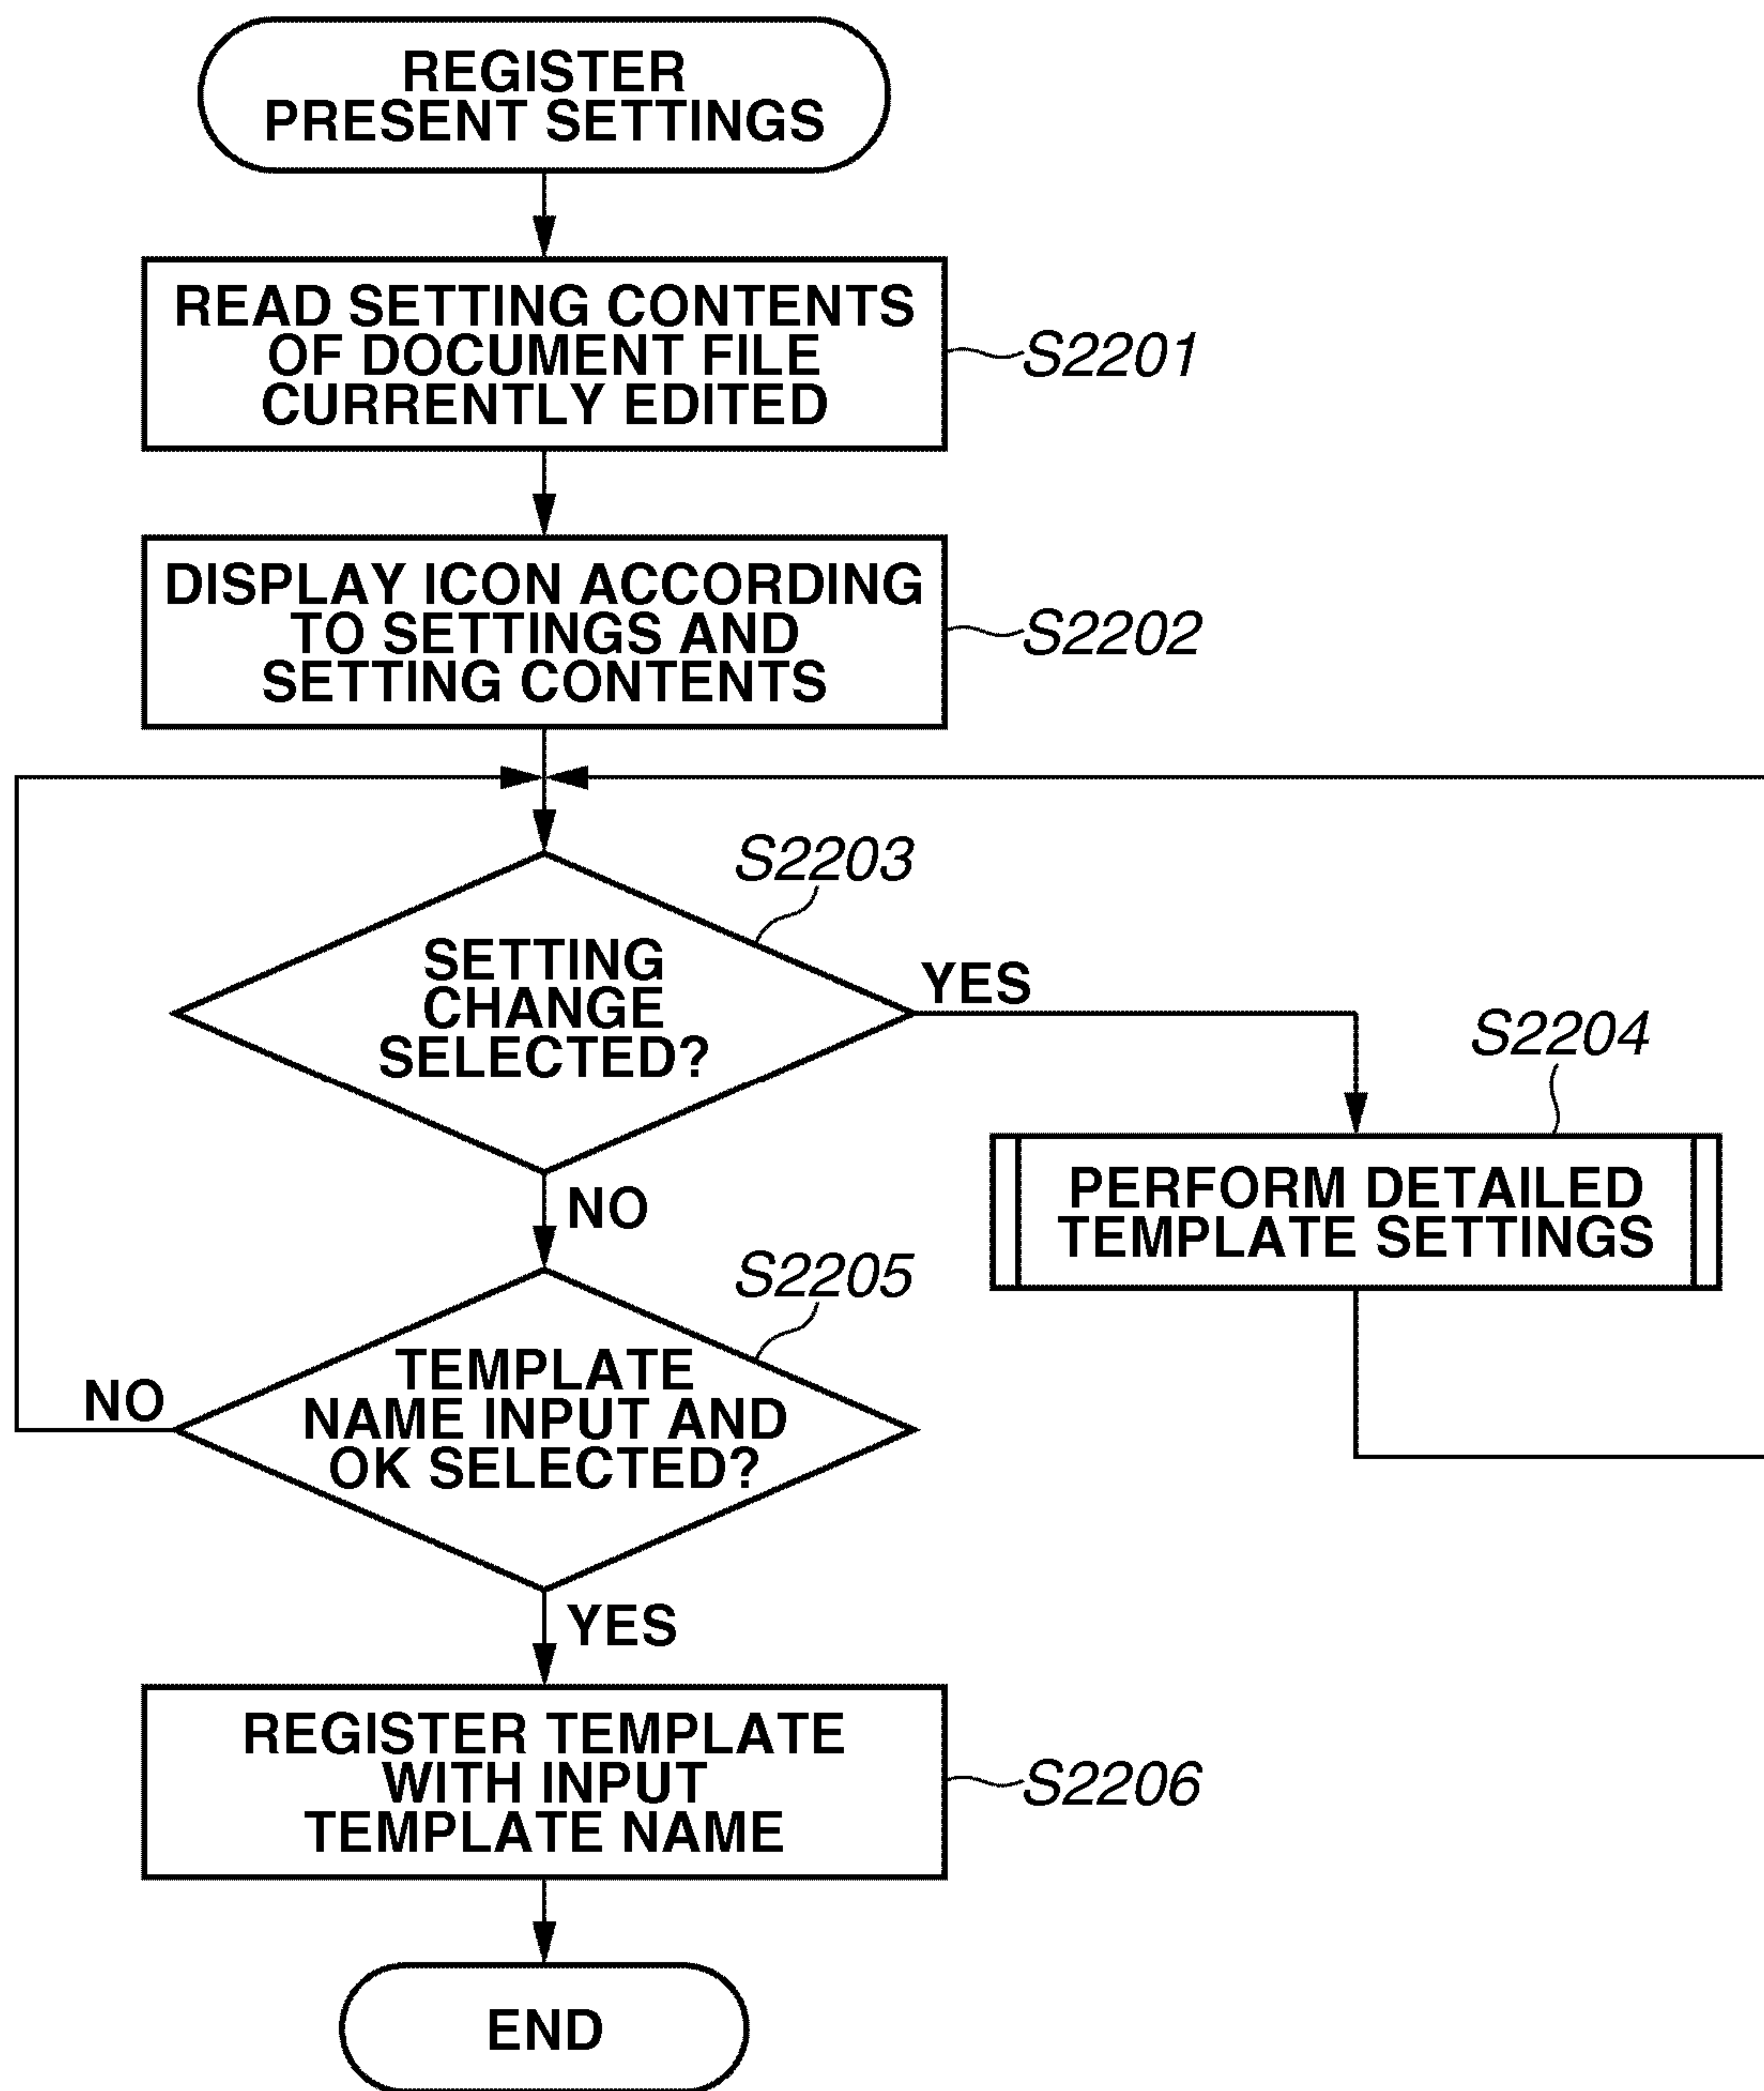 REGISTER
PRESENT SETTINGS
READ SETTING CONTENTS
OF DOCUMENT FILE
CURRENTLY EDITED
S2201
DISPLAY ICON ACCORDING
TO SETTINGS AND
SETTING CONTENTS
S2202
S2203
SETTING
CHANGE
SELECTED?
YES
S2204
PERFORM DETAILED
TEMPLATE SETTINGS
NO
S2205
TEMPLATE
NAME INPUT AND
OK SELECTED?
NO
YES
REGISTER TEMPLATE
WITH INPUT
TEMPLATE NAME
S2206
END